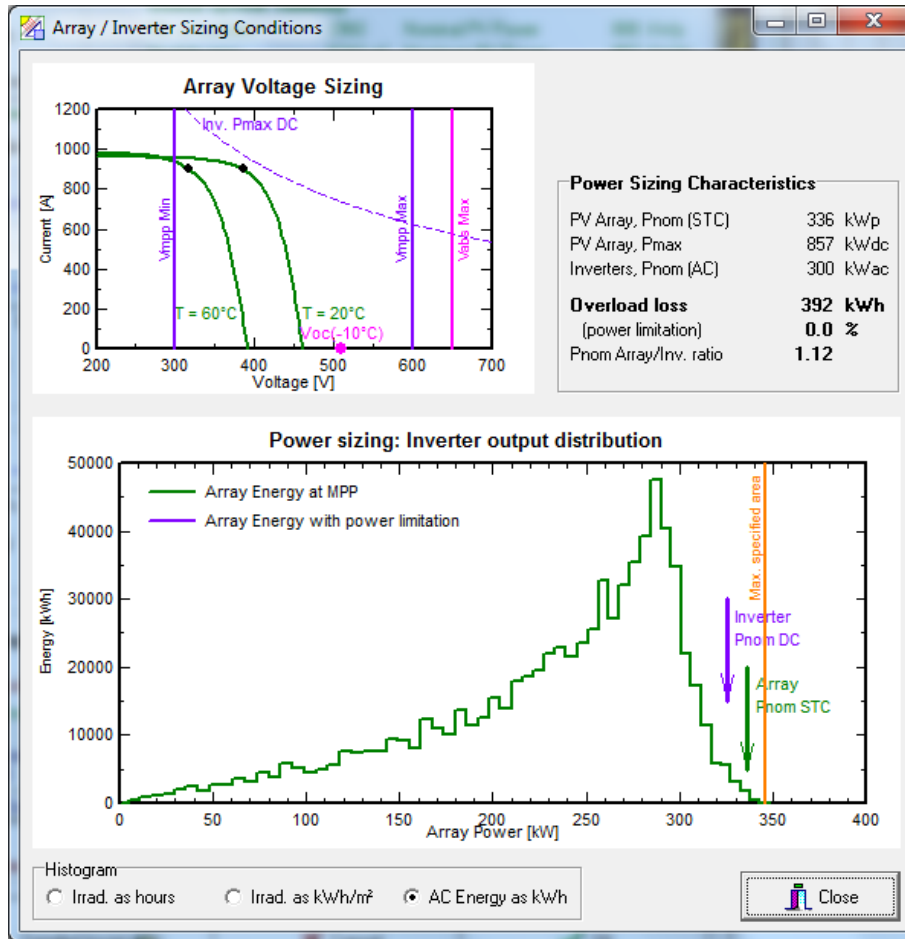 Array / Inverter Sizing Conditions
Array Voltage Sizing
1200
1000
800
600
400
200
0
Current [A]
Inv. Pmax DC
Vmpp Min
Vmpp Max
Vabs Max
T = 60°C
T = 20°C
Voc(-10°C)
200 300 400 500 600 700
Voltage [V]
Power Sizing Characteristics
PV Array, Pnom (STC) 336 kWp
PV Array, Pmax 857 kWdc
Inverters, Pnom (AC) 300 kWac
Overload loss 392 kWh
(power limitation) 0.0 %
Pnom Array/Inv. ratio 1.12
Power sizing: Inverter output distribution
50000
40000
30000
20000
10000
0
Energy [kWh]
Array Energy at MPP
Array Energy with power limitation
Max. specified area
Inverter
Pnom DC
Array
Pnom STC
0 50 100 150 200 250 300 350 400
Array Power [kW]
Histogram
Irrad. as hours
Irrad. as kWh/m²
AC Energy as kWh
Close